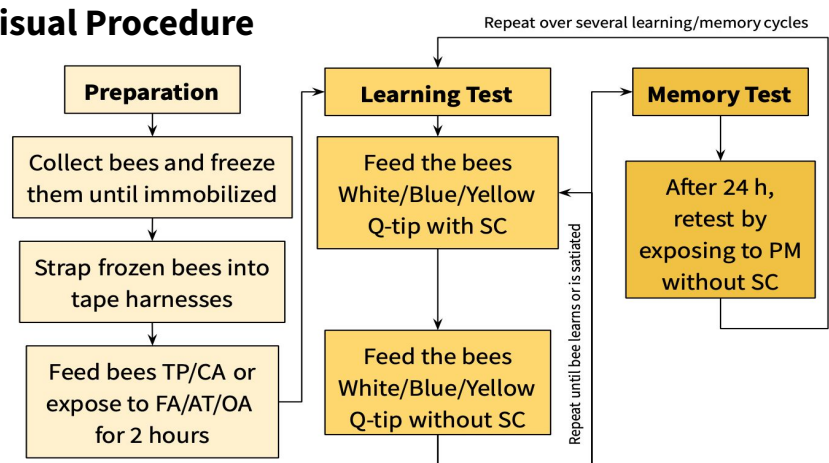 isual Procedure
Repeat over several learning/memory cycles
Preparation
Collect bees and freeze
them until immobilized
Strap frozen bees into
tape harnesses
Feed bees TP/CA or
expose to FA/AT/OA
for 2 hours
Learning Test
Feed the bees
White/Blue/Yellow
Q-tip with SC
Feed the bees
White/Blue/Yellow
Q-tip without SC
Repeat until bee learns or is satiated
Memory Test
After 24 h,
retest by
exposing to PM
without SC